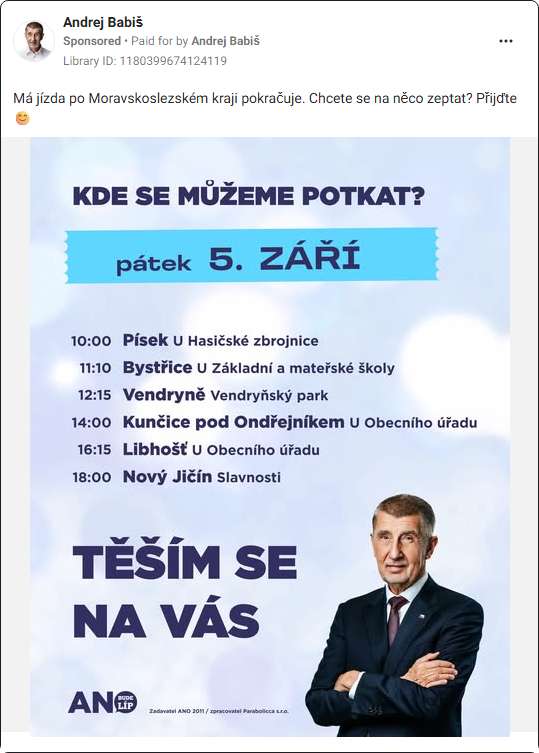 Andrej Babiš
Sponsored • Paid for by Andrej Babiš
Library ID: 1180399674124119
Má jízda po Moravskoslezském kraji pokračuje. Chcete se na něco zeptat? Přijďte
😊
KDE SE MŮŽEME POTKAT?
pátek 5. ZÁŘÍ
10:00 Písek U Hasičské zbrojnice
11:10 Bystřice U Základní a mateřské školy
12:15 Vendryně Vendryňský park
14:00 Kunčice pod Ondřejníkem U Obecního úřadu
16:15 Libhošť U Obecního úřadu
18:00 Nový Jičín Slavnosti
TĚŠÍM SE
NA VÁS
ANO BUDE LÍP
Zadavatel ANO 2011 / zpracovatel Parabolicca s.r.o.